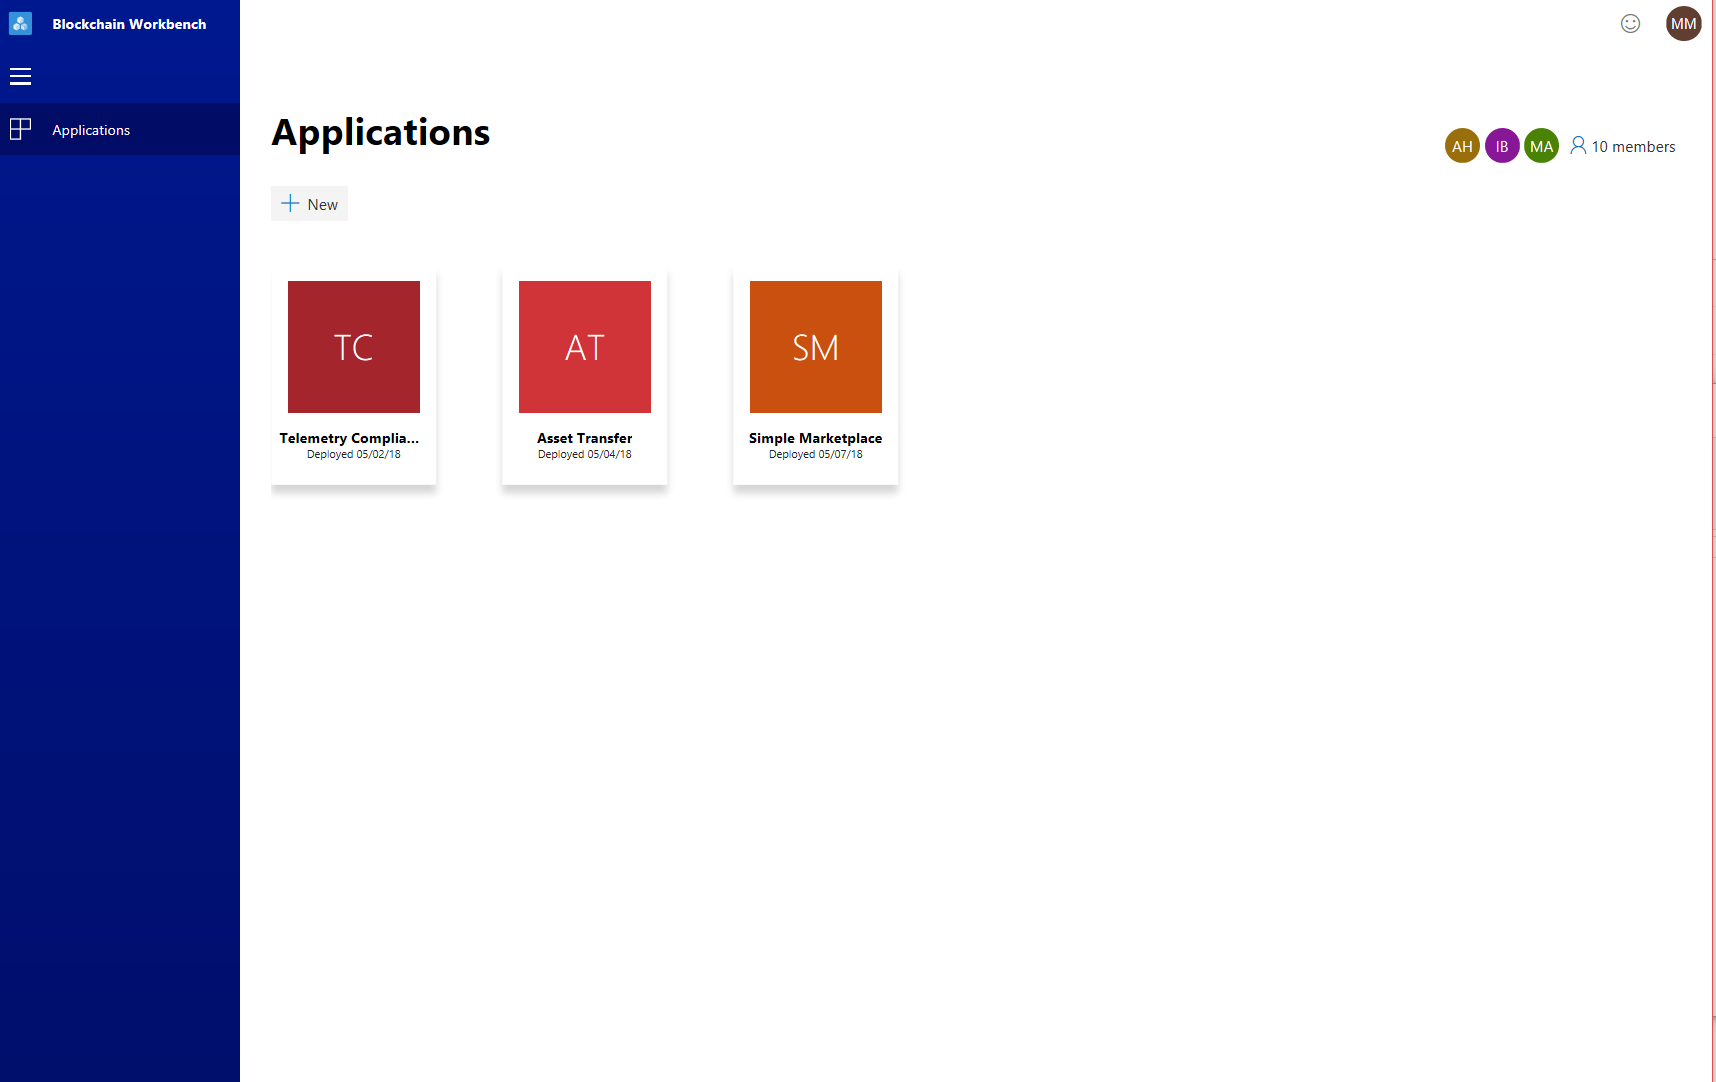 Blockchain Workbench
MM
Applications
Applications
AH IB MA 10 members
New
TC
Telemetry Complia...
Deployed 05/02/18
AT
Asset Transfer
Deployed 05/04/18
SM
Simple Marketplace
Deployed 05/07/18